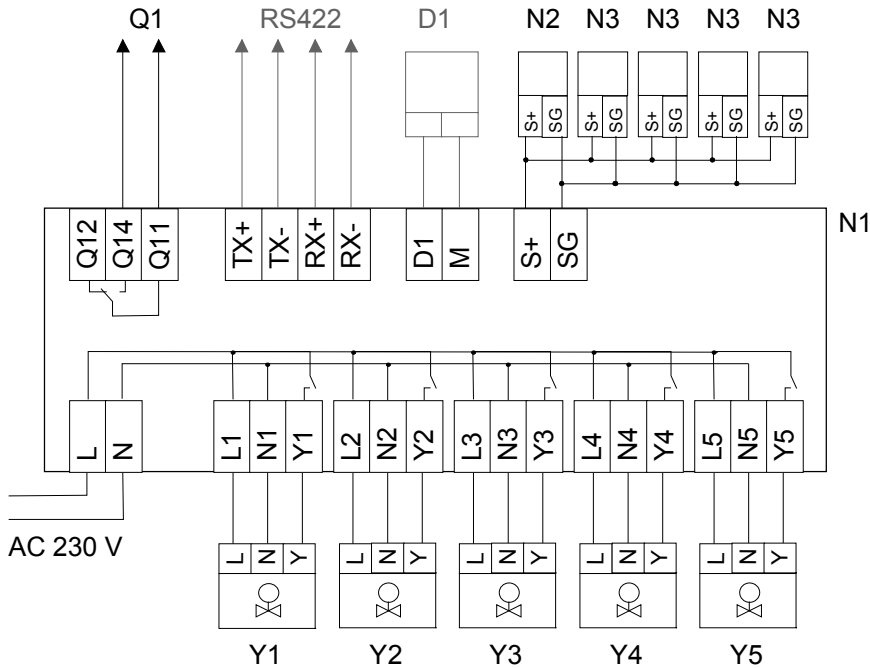 Q1 RS422 D1 N2 N3 N3 N3 N3
S+ SG S+ SG S+ SG S+ SG S+ SG
N1
Q12 Q14 Q11 TX+ TX- RX+ RX- D1 M S+ SG
L N L1 N1 Y1 L2 N2 Y2 L3 N3 Y3 L4 N4 Y4 L5 N5 Y5
AC 230 V
L N Y L N Y L N Y L N Y L N Y
Y1 Y2 Y3 Y4 Y5